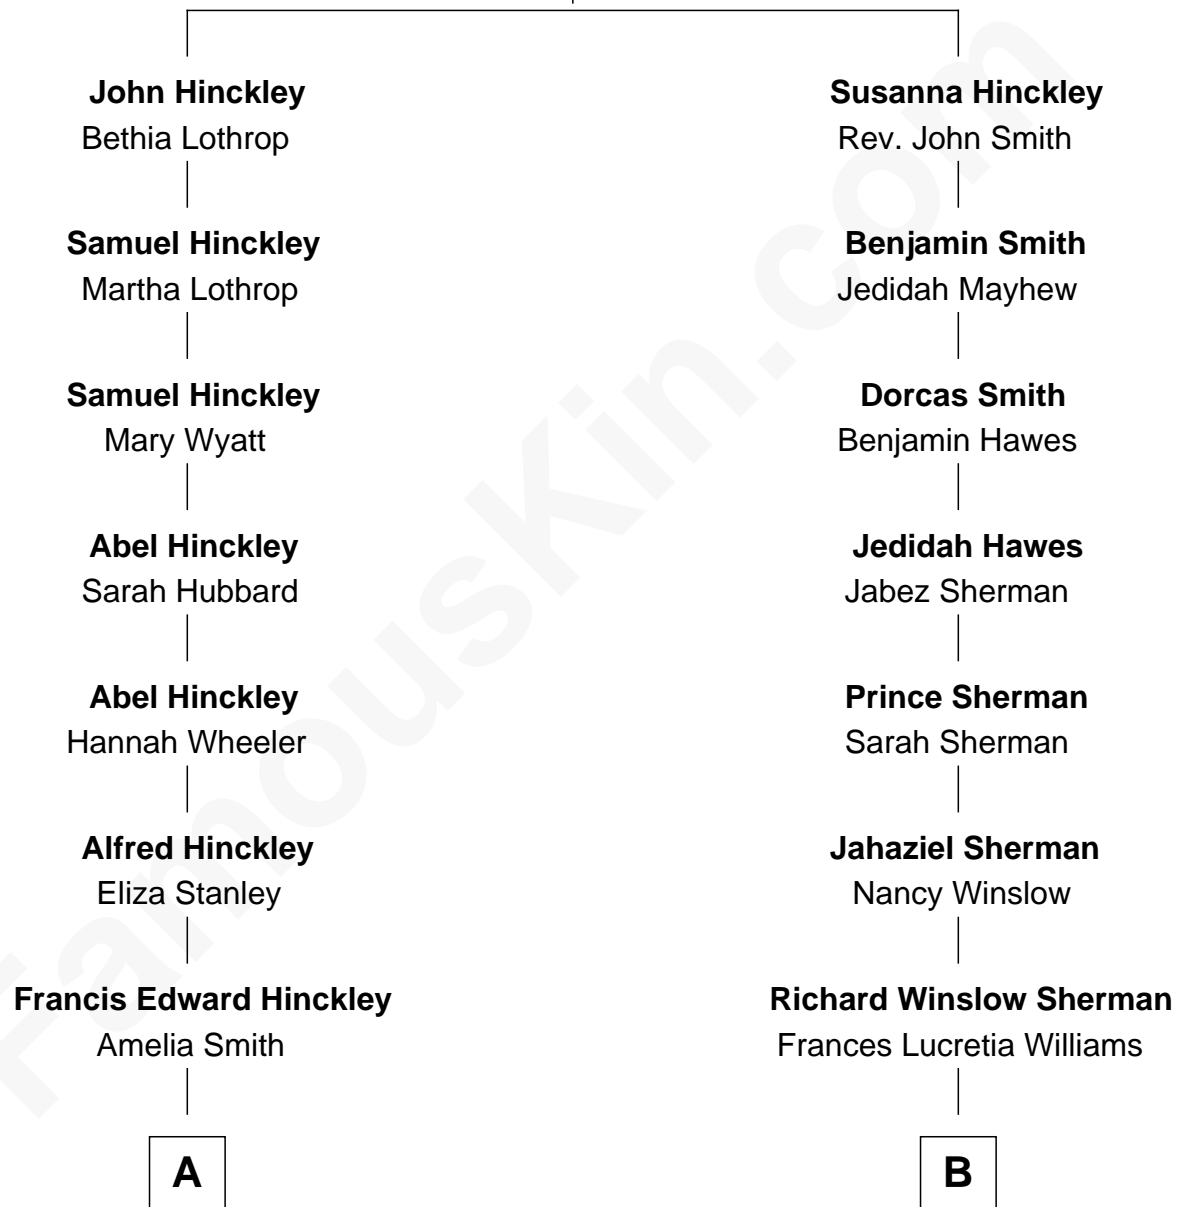 John Hinckley
Bethia Lothrop
Samuel Hinckley
Martha Lothrop
Samuel Hinckley
Mary Wyatt
Abel Hinckley
Sarah Hubbard
Abel Hinckley
Hannah Wheeler
Alfred Hinckley
Eliza Stanley
Francis Edward Hinckley
Amelia Smith
A
Susanna Hinckley
Rev. John Smith
Benjamin Smith
Jedidah Mayhew
Dorcas Smith
Benjamin Hawes
Jedidah Hawes
Jabez Sherman
Prince Sherman
Sarah Sherman
Jahaziel Sherman
Nancy Winslow
Richard Winslow Sherman
Frances Lucretia Williams
B
FamousKin.com